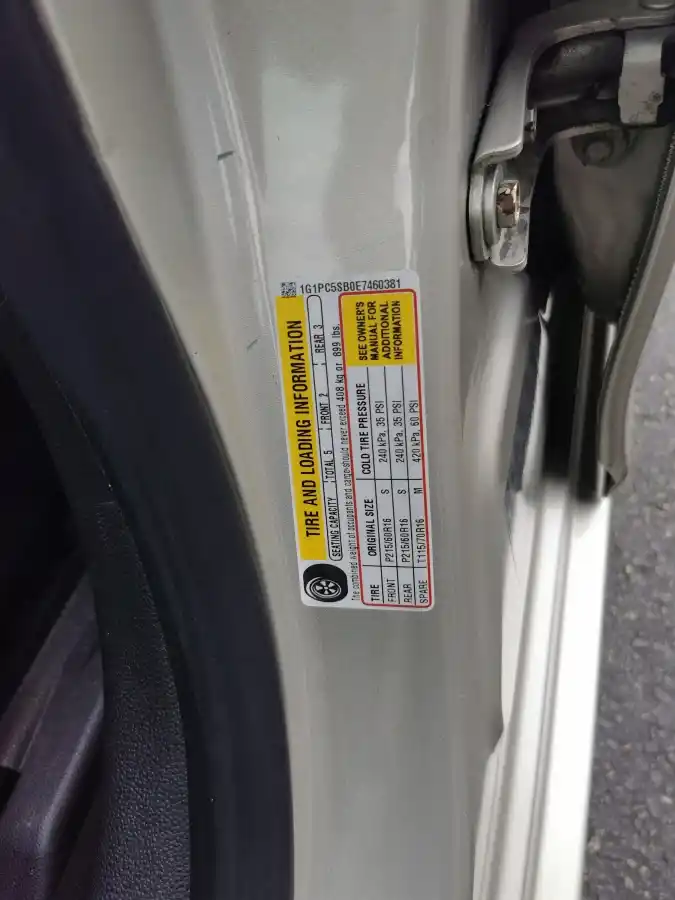 1G1PC5SB0E7460381
TIRE AND LOADING INFORMATION
SEATING CAPACITY TOTAL 5 FRONT 2 REAR 3
The combined weight of occupants and cargo should never exceed 408 kg or 899 lbs.
TIRE ORIGINAL SIZE COLD TIRE PRESSURE
FRONT P215/60R16 S 240 kPa, 35 PSI
REAR P215/60R16 S 240 kPa, 35 PSI
SPARE T115/70R16 M 420 kPa, 60 PSI
SEE OWNER'S
MANUAL FOR
ADDITIONAL
INFORMATION